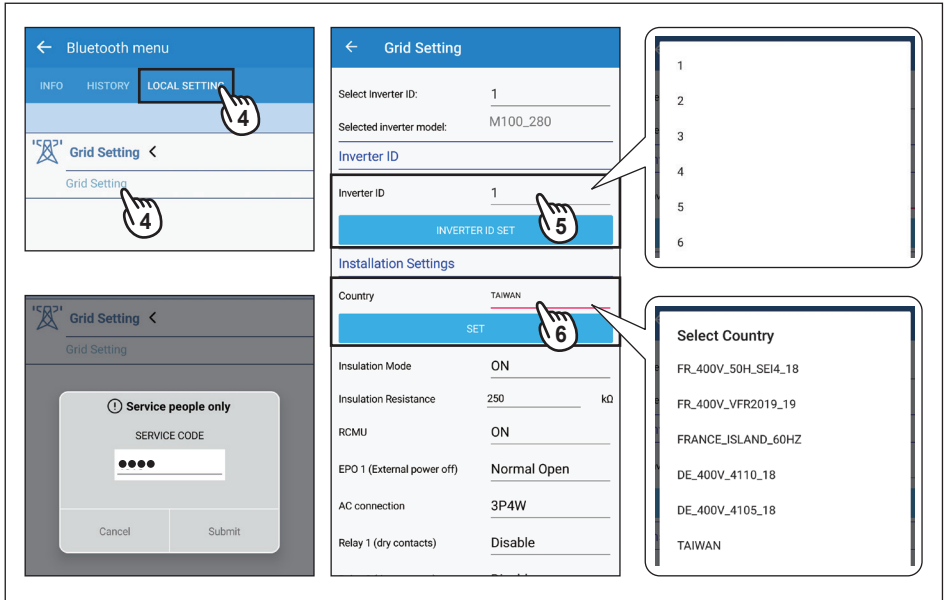 Bluetooth menu
INFO HISTORY LOCAL SETTING
4
Grid Setting
Grid Setting
4
Grid Setting
Grid Setting
Service people only
SERVICE CODE
Cancel Submit
Grid Setting
Select Inverter ID: 1
Selected inverter model: M100_280
Inverter ID
Inverter ID 1
5
INVERTER ID SET
Installation Settings
Country TAIWAN
6
SET
Insulation Mode ON
Insulation Resistance 250 kΩ
RCMU ON
EPO 1 (External power off) Normal Open
AC connection 3P4W
Relay 1 (dry contacts) Disable
1
2
3
4
5
6
Select Country
FR_400V_50H_SEI4_18
FR_400V_VFR2019_19
FRANCE_ISLAND_60HZ
DE_400V_4110_18
DE_400V_4105_18
TAIWAN